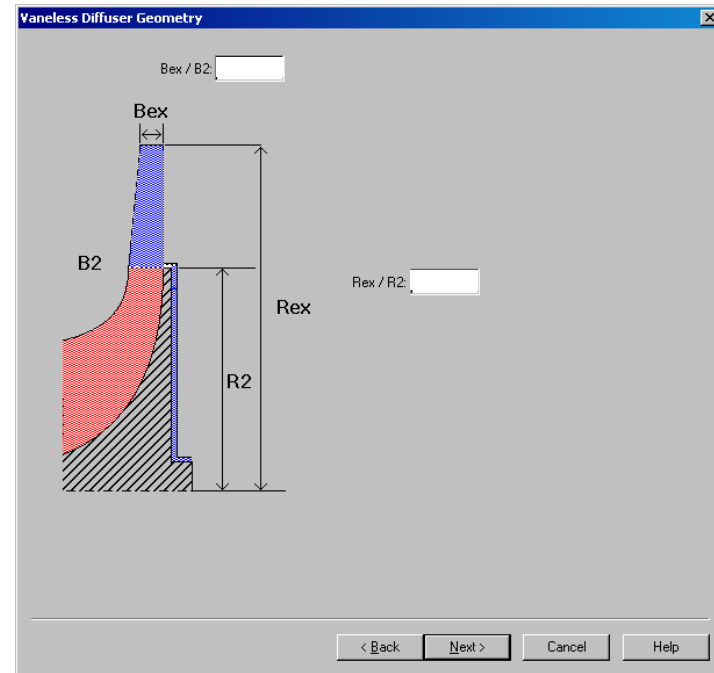 Vaneless Diffuser Geometry
Bex / B2:
Bex
B2
Rex / R2:
Rex
R2
< Back
Next >
Cancel
Help